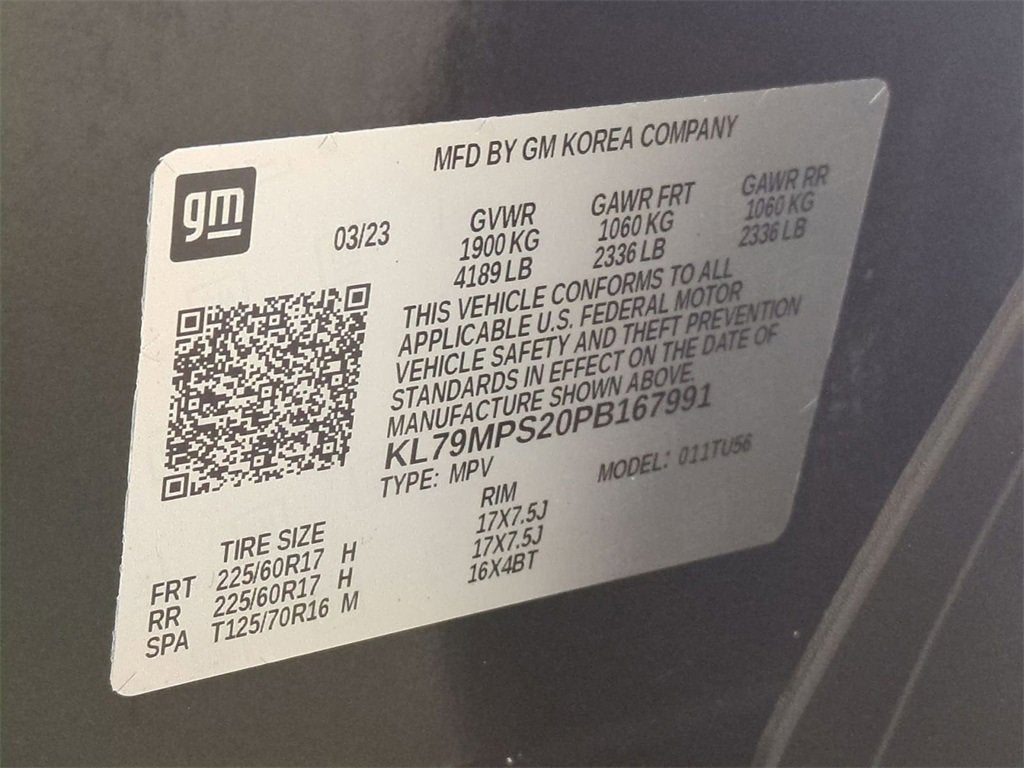 MFD BY GM KOREA COMPANY
gm
03/23
GVWR GAWR FRT GAWR RR
1900 KG 1060 KG 1060 KG
4189 LB 2336 LB 2336 LB
THIS VEHICLE CONFORMS TO ALL
APPLICABLE U.S. FEDERAL MOTOR
VEHICLE SAFETY AND THEFT PREVENTION
STANDARDS IN EFFECT ON THE DATE OF
MANUFACTURE SHOWN ABOVE
KL79MPS20PB167991
TYPE: MPV MODEL: 011TU56
TIRE SIZE RIM
FRT 225/60R17 H 17X7.5J
RR 225/60R17 H 17X7.5J
SPA T125/70R16 M 16X4BT